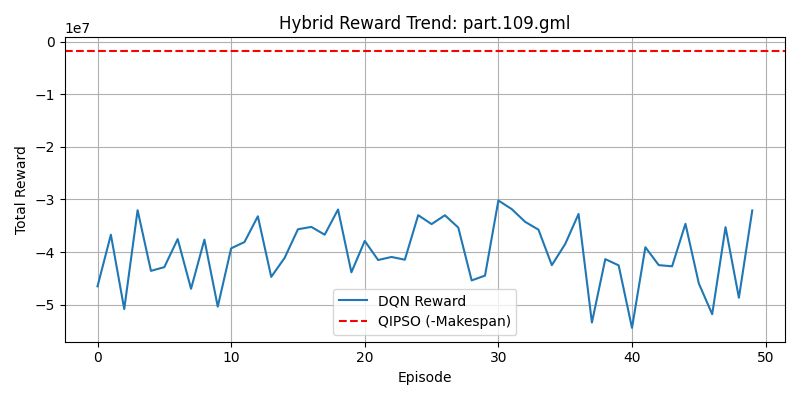 Hybrid Reward Trend: part.109.gml
1e7
0
−1
−2
−3
−4
−5
Total Reward
DQN Reward
QIPSO (-Makespan)
0 10 20 30 40 50
Episode